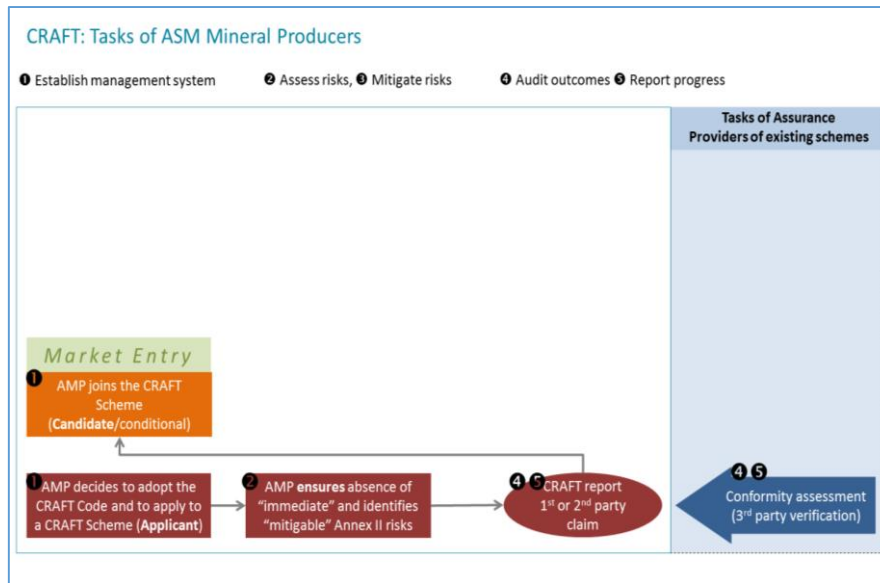 CRAFT: Tasks of ASM Mineral Producers
❶ Establish management system ❷ Assess risks, ❸ Mitigate risks ❹ Audit outcomes ❺ Report progress
Tasks of Assurance
Providers of existing schemes
Market Entry
❶ AMP joins the CRAFT
Scheme
(Candidate/conditional)
❶ AMP decides to adopt the
CRAFT Code and to apply to
a CRAFT Scheme (Applicant)
❷ AMP ensures absence of
“immediate” and identifies
“mitigable” Annex II risks
❹ ❺ CRAFT report
1st or 2nd party
claim
❹ ❺
Conformity assessment
(3rd party verification)